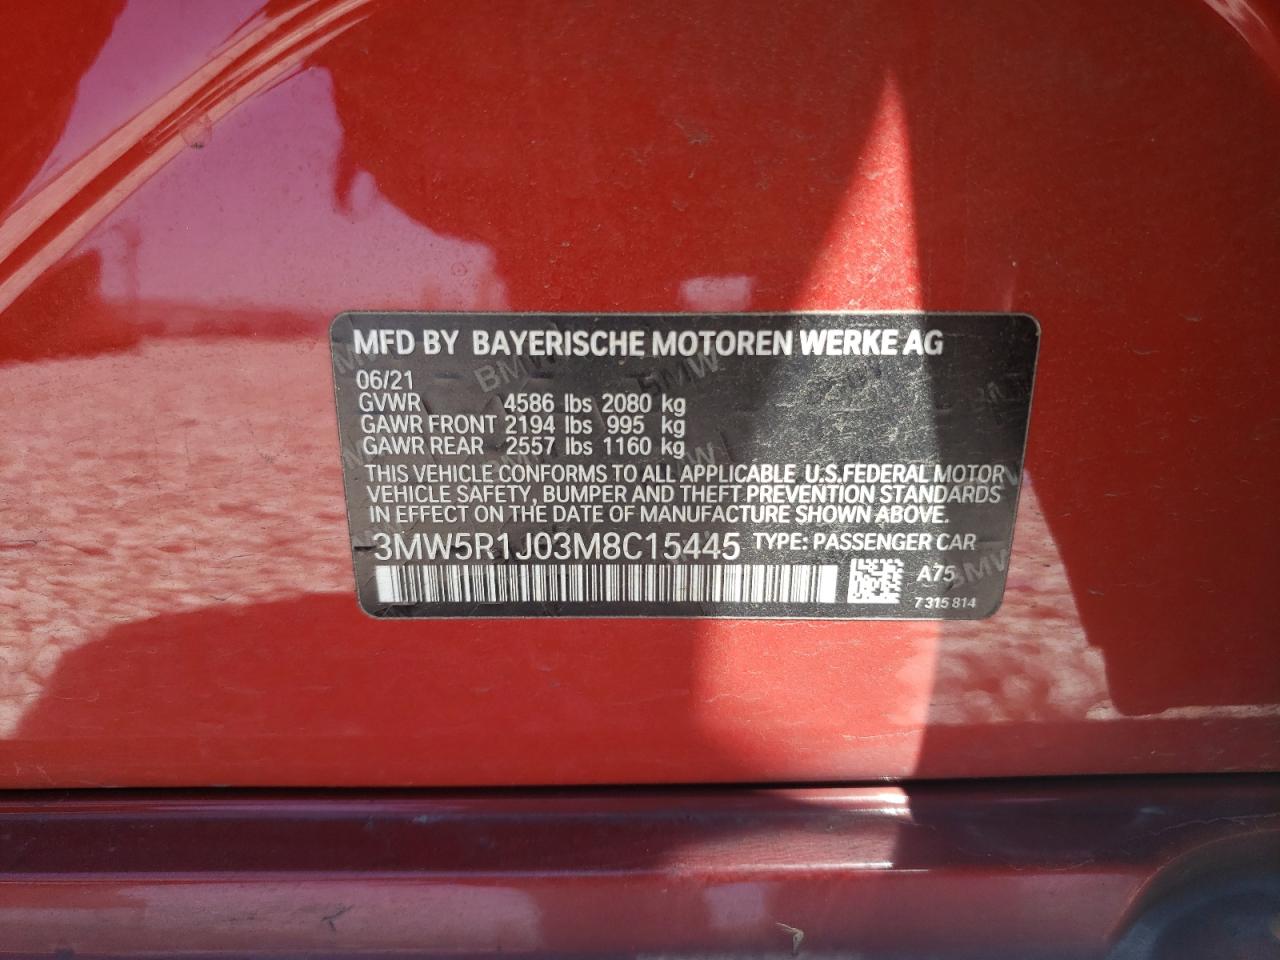 MFD BY BAYERISCHE MOTOREN WERKE AG
06/21
GVWR 4586 lbs 2080 kg
GAWR FRONT 2194 lbs 995 kg
GAWR REAR 2557 lbs 1160 kg
THIS VEHICLE CONFORMS TO ALL APPLICABLE U.S.FEDERAL MOTOR
VEHICLE SAFETY, BUMPER AND THEFT PREVENTION STANDARDS
IN EFFECT ON THE DATE OF MANUFACTURE SHOWN ABOVE.
3MW5R1J03M8C15445 TYPE: PASSENGER CAR
A75
7 315 814